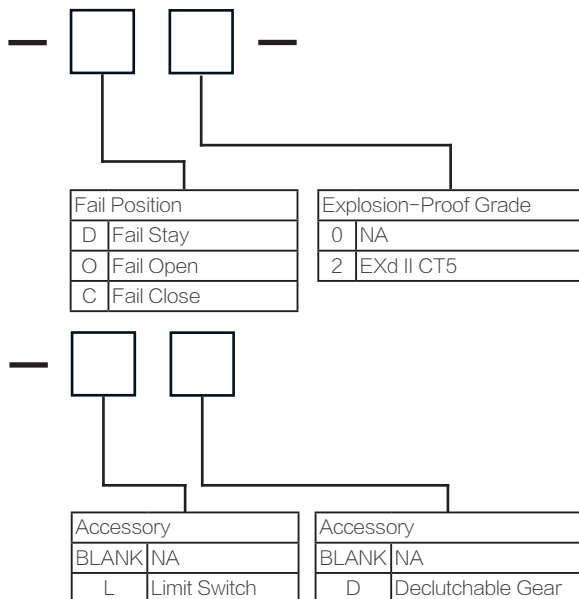 Fail Position
D Fail Stay
O Fail Open
C Fail Close
Explosion-Proof Grade
0 NA
2 EXd II CT5
Accessory
BLANK NA
L Limit Switch
Accessory
BLANK NA
D Declutchable Gear